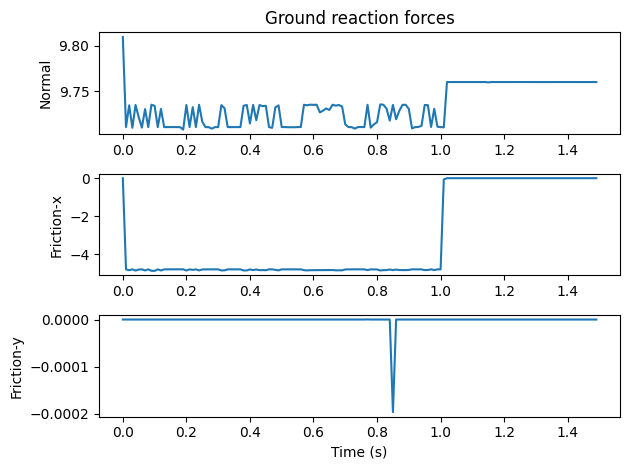 Ground reaction forces
Normal
9.80
9.75
0.0 0.2 0.4 0.6 0.8 1.0 1.2 1.4
Friction-x
0
−2
−4
0.0 0.2 0.4 0.6 0.8 1.0 1.2 1.4
Friction-y
0.0000
−0.0001
−0.0002
0.0 0.2 0.4 0.6 0.8 1.0 1.2 1.4
Time (s)